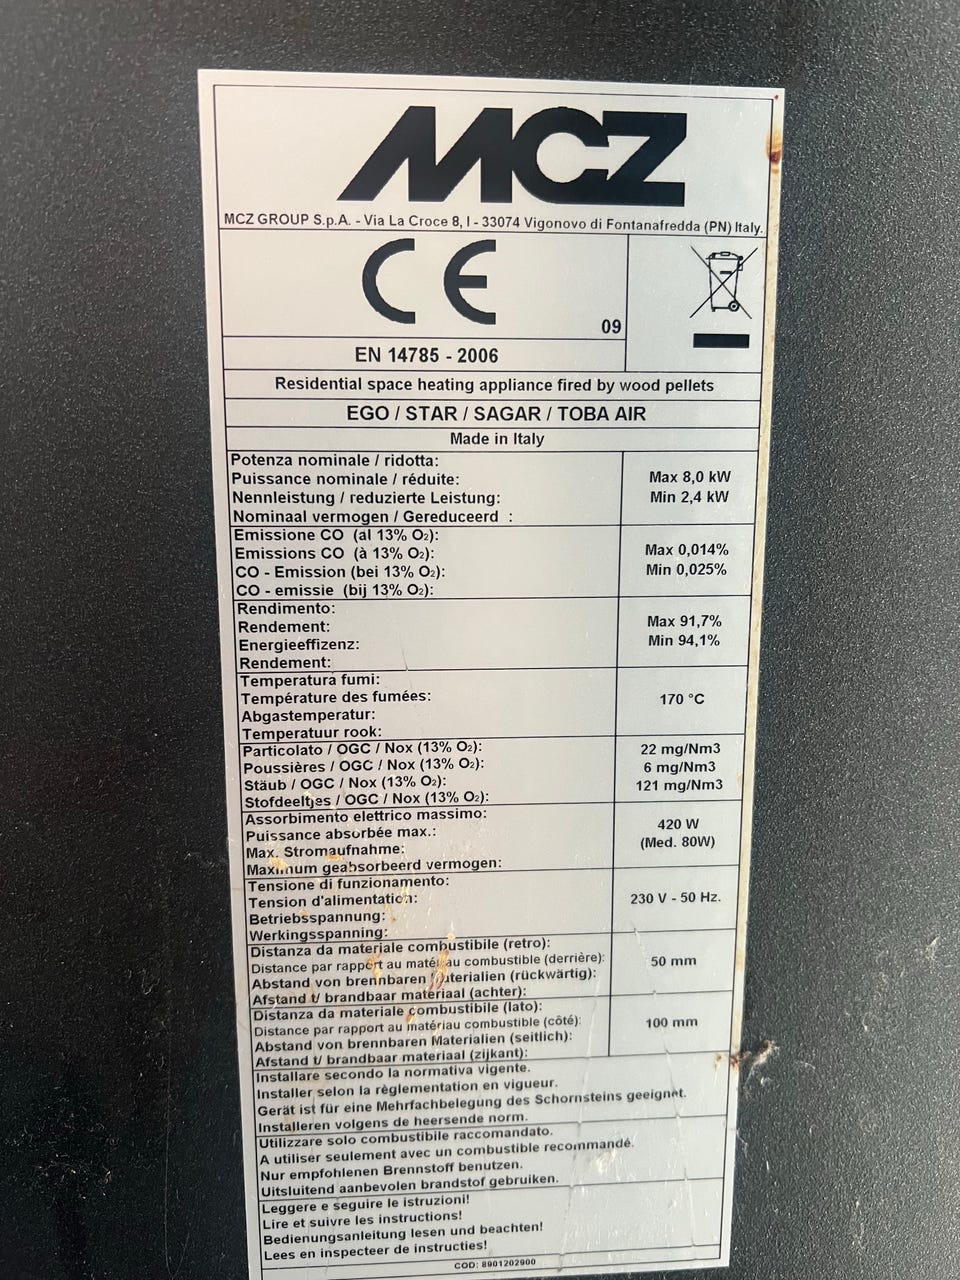 MCZ
MCZ GROUP S.p.A. - Via La Croce 8, I - 33074 Vigonovo di Fontanafredda (PN) Italy.
CE
09
EN 14785 - 2006
Residential space heating appliance fired by wood pellets
EGO / STAR / SAGAR / TOBA AIR
Made in Italy
Potenza nominale / ridotta:
Puissance nominale / réduite:
Nennleistung / reduzierte Leistung:
Nominaal vermogen / Gereduceerd :
Max 8,0 kW
Min 2,4 kW
Emissione CO (al 13% O₂):
Emissions CO (à 13% O₂):
CO - Emission (bei 13% O₂):
CO - emissie (bij 13% O₂):
Max 0,014%
Min 0,025%
Rendimento:
Rendement:
Energieeffizenz:
Rendement:
Max 91,7%
Min 94,1%
Temperatura fumi:
Température des fumées:
Abgastemperatur:
Temperatuur rook:
170 °C
Particolato / OGC / Nox (13% O₂):
Poussières / OGC / Nox (13% O₂):
Stäub / OGC / Nox (13% O₂):
Stofdeeltjes / OGC / Nox (13% O₂):
22 mg/Nm3
6 mg/Nm3
121 mg/Nm3
Assorbimento elettrico massimo:
Puissance absorbée max.:
Max. Stromaufnahme:
Maximum geabsorbeerd vermogen:
420 W
(Med. 80W)
Tensione di funzionamento:
Tension d'alimentation:
Betriebsspannung:
Werkingsspanning:
230 V - 50 Hz.
Distanza da materiale combustibile (retro):
Distance par rapport au matériau combustible (derrière):
Abstand von brennbaren Materialien (rückwärtig):
Afstand t/ brandbaar materiaal (achter):
50 mm
Distanza da materiale combustibile (lato):
Distance par rapport au matériau combustible (côté):
Abstand von brennbaren Materialien (seitlich):
Afstand t/ brandbaar materiaal (zijkant):
100 mm
Installare secondo la normativa vigente.
Installer selon la règlementation en vigueur.
Gerät ist für eine Mehrfachbelegung des Schornsteins geeignet.
Installeren volgens de heersende norm.
Utilizzare solo combustibile raccomandato.
A utiliser seulement avec un combustible recommandé.
Nur empfohlenen Brennstoff benutzen.
Uitsluitend aanbevolen brandstof gebruiken.
Leggere e seguire le istruzioni!
Lire et suivre les instructions!
Bedienungsanleitung lesen und beachten!
Lees en inspecteer de instructies!
COD: 8901202900